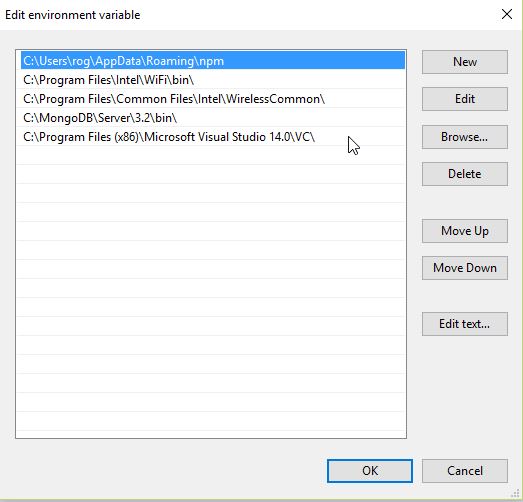 Edit environment variable
C:\Users\rog\AppData\Roaming\npm
C:\Program Files\Intel\WiFi\bin\
C:\Program Files\Common Files\Intel\WirelessCommon\
C:\MongoDB\Server\3.2\bin\
C:\Program Files (x86)\Microsoft Visual Studio 14.0\VC\
New
Edit
Browse...
Delete
Move Up
Move Down
Edit text...
OK
Cancel